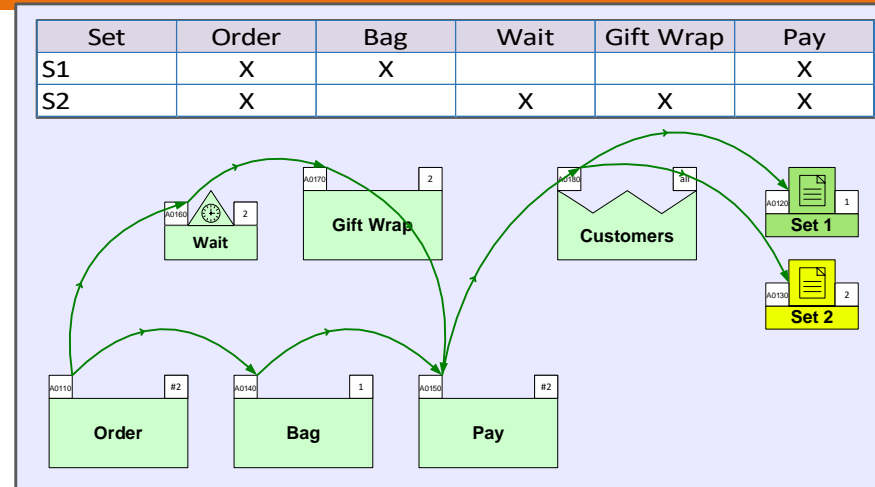 Set Order Bag Wait Gift Wrap Pay
S1 X X X
S2 X X X X
A0170 2
A0180 all
A0160 2
A0120 1
Gift Wrap
Set 1
Wait
Customers
A0130 2
Set 2
A0110 #2
A0140 1
A0150 #2
Order
Bag
Pay